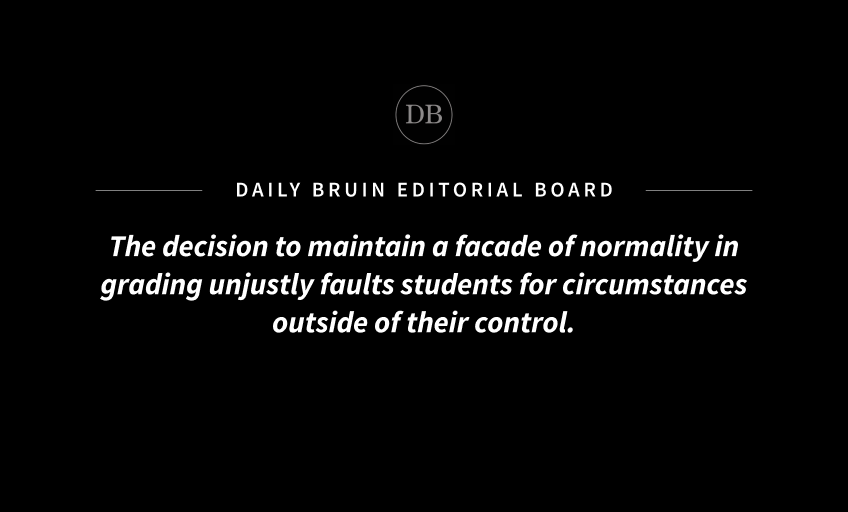 DB
DAILY BRUIN EDITORIAL BOARD
The decision to maintain a facade of normality in
grading unjustly faults students for circumstances
outside of their control.